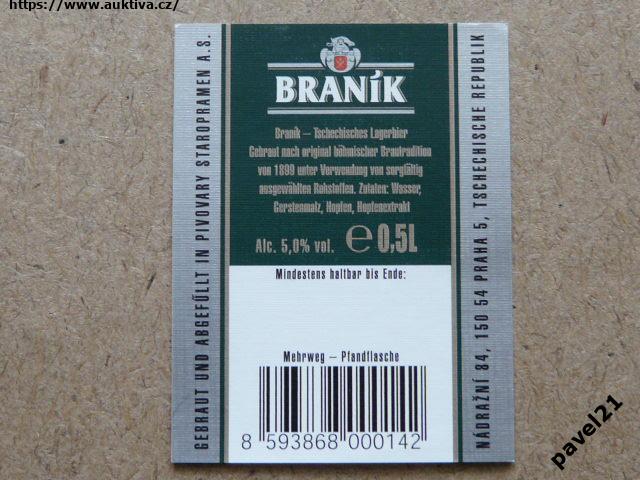 https://www.auktiva.cz/
BRANÍK
Braník – Tschechisches Lagerbier
Gebraut nach original böhmischer Brautradition
von 1899 unter Verwendung von sorgfältig
ausgewählten Rohstoffen. Zutaten: Wasser,
Gerstenmalz, Hopfen, Hopfenextrakt
Alc. 5,0% vol. ℮ 0,5L
Mindestens haltbar bis Ende:
Mehrweg – Pfandflasche
8 593868 000142
GEBRAUT UND ABGEFÜLLT IN PIVOVARY STAROPRAMEN A.S.
NÁDRAŽNÍ 84, 150 54 PRAHA 5, TSCHECHISCHE REPUBLIK
pavel21